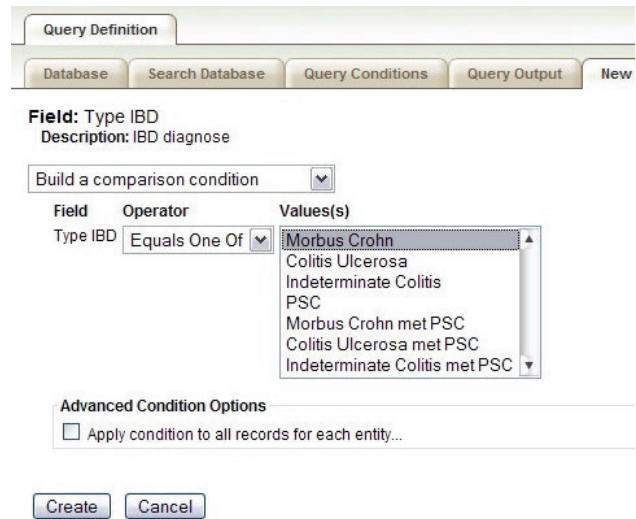 Query Definition
Database Search Database Query Conditions Query Output New
Field: Type IBD
Description: IBD diagnose
Build a comparison condition
Field Operator Values(s)
Type IBD Equals One Of Morbus Crohn
Colitis Ulcerosa
Indeterminate Colitis
PSC
Morbus Crohn met PSC
Colitis Ulcerosa met PSC
Indeterminate Colitis met PSC
Advanced Condition Options
Apply condition to all records for each entity...
Create Cancel